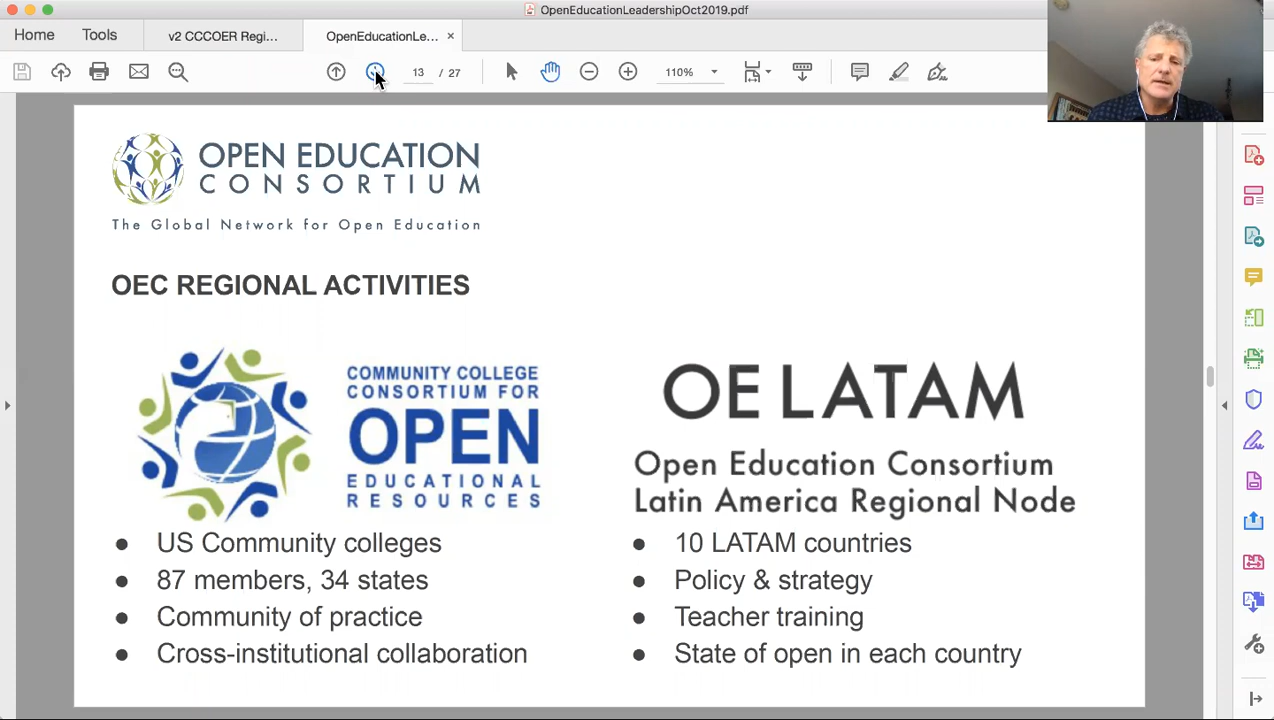 OpenEducationLeadershipOct2019.pdf
Home
Tools
v2 CCCOER Regi...
OpenEducationLe...
13 / 27
110%
OPEN EDUCATION
CONSORTIUM
The Global Network for Open Education
OEC REGIONAL ACTIVITIES
COMMUNITY COLLEGE
CONSORTIUM FOR
OPEN
EDUCATIONAL
RESOURCES
● US Community colleges
● 87 members, 34 states
● Community of practice
● Cross-institutional collaboration
OE LATAM
Open Education Consortium
Latin America Regional Node
● 10 LATAM countries
● Policy & strategy
● Teacher training
● State of open in each country